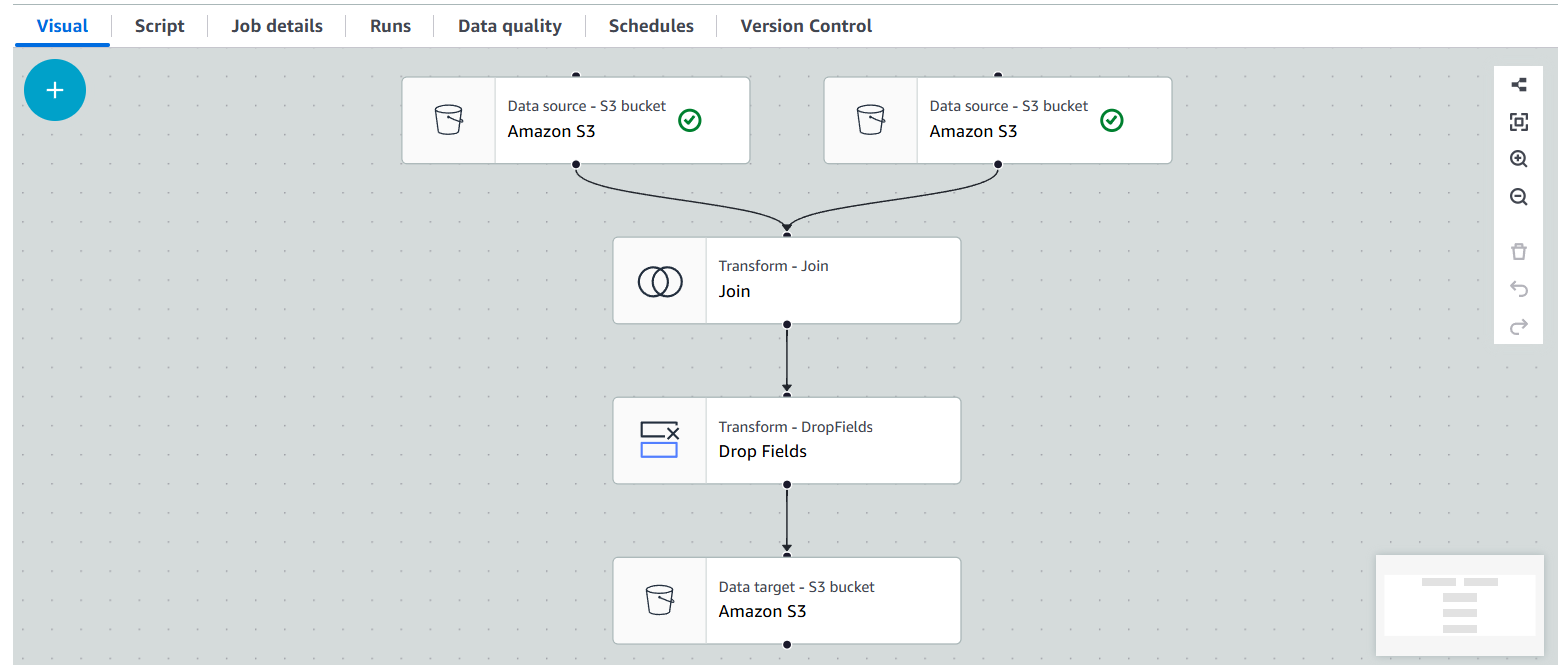 Visual Script Job details Runs Data quality Schedules Version Control
Data source - S3 bucket
Amazon S3
Data source - S3 bucket
Amazon S3
Transform - Join
Join
Transform - DropFields
Drop Fields
Data target - S3 bucket
Amazon S3